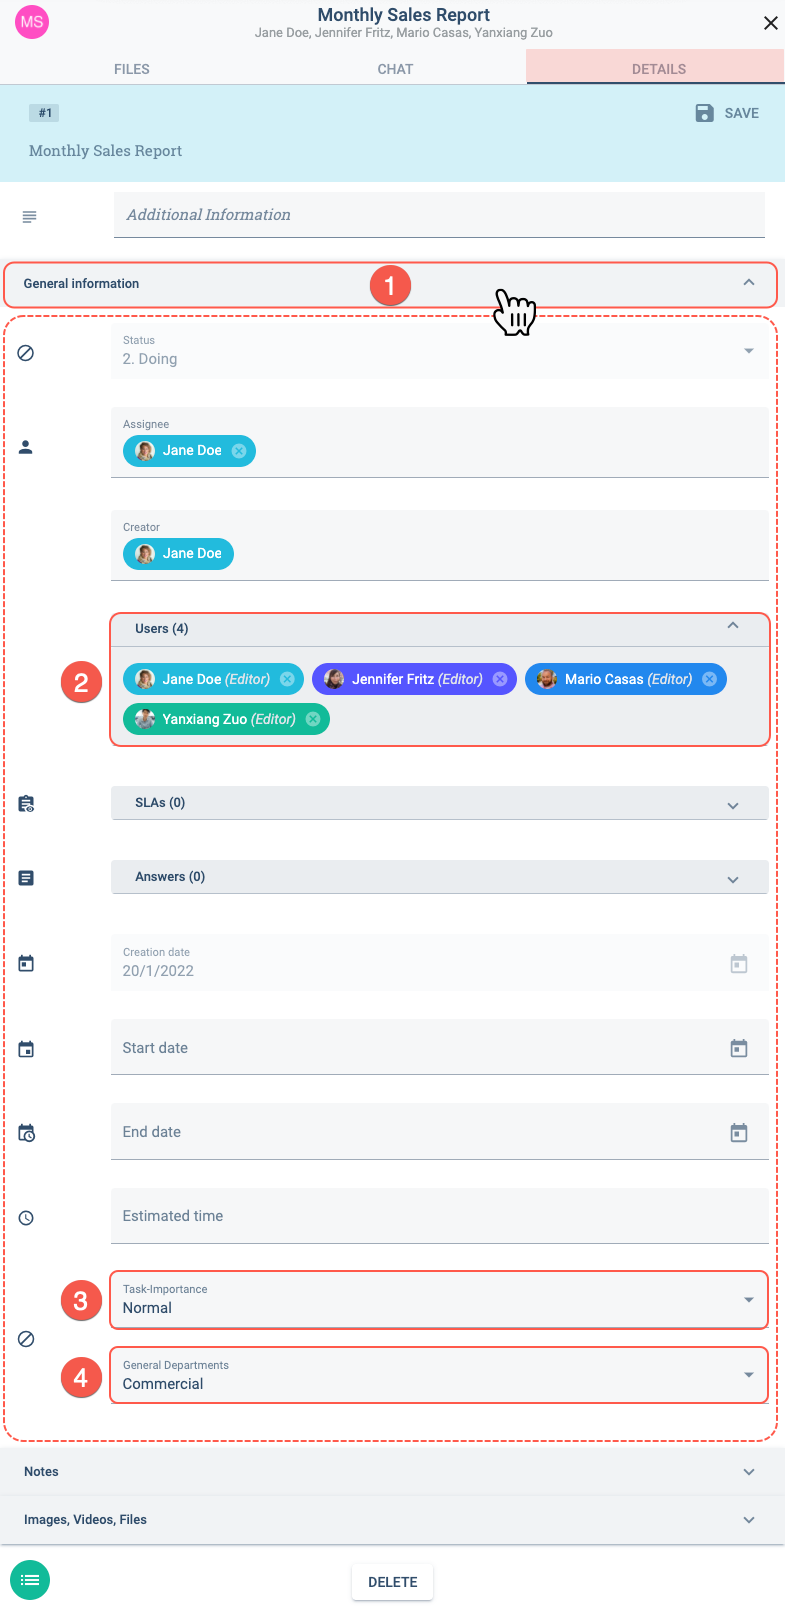 MS
Monthly Sales Report
Jane Doe, Jennifer Fritz, Mario Casas, Yanxiang Zuo
FILES CHAT DETAILS
#1 SAVE
Monthly Sales Report
Additional Information
General information 1
Status
2. Doing
Assignee
Jane Doe
Creator
Jane Doe
Users (4)
2 Jane Doe (Editor) Jennifer Fritz (Editor) Mario Casas (Editor)
Yanxiang Zuo (Editor)
SLAs (0)
Answers (0)
Creation date
20/1/2022
Start date
End date
Estimated time
Task-Importance
3 Normal
General Departments
4 Commercial
Notes
Images, Videos, Files
DELETE